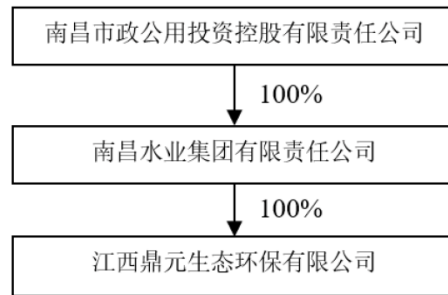 南昌市政公用投资控股有限责任公司
100%
南昌水业集团有限责任公司
100%
江西鼎元生态环保有限公司